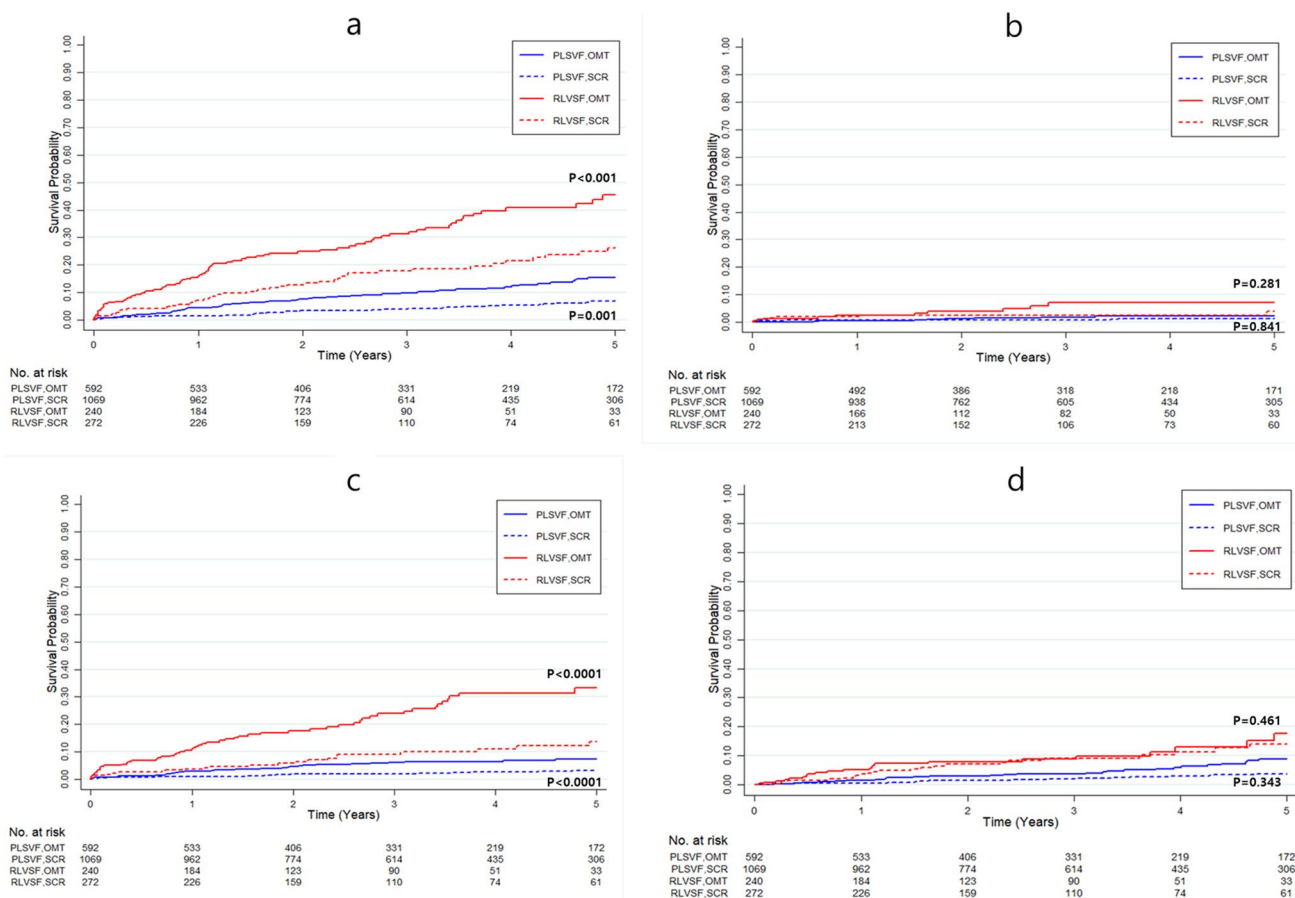 a
1.00
0.90
0.80
0.70
0.60
0.50
0.40
0.30
0.20
0.10
0.00
Survival Probability
PLSVF,OMT
PLSVF,SCR
RLVSF,OMT
RLVSF,SCR
P<0.001
P=0.001
0 1 2 3 4 5
Time (Years)
No. at risk
PLSVF,OMT 592 533 406 331 219 172
PLSVF,SCR 1069 962 774 614 435 306
RLVSF,OMT 240 184 123 90 51 33
RLVSF,SCR 272 226 159 110 74 61
b
1.00
0.90
0.80
0.70
0.60
0.50
0.40
0.30
0.20
0.10
0.00
Survival Probability
PLSVF,OMT
PLSVF,SCR
RLVSF,OMT
RLVSF,SCR
P=0.281
P=0.841
0 1 2 3 4 5
Time (Years)
No. at risk
PLSVF,OMT 592 492 386 318 218 171
PLSVF,SCR 1069 938 762 605 434 305
RLVSF,OMT 240 166 112 82 50 33
RLVSF,SCR 272 213 152 106 73 60
c
1.00
0.90
0.80
0.70
0.60
0.50
0.40
0.30
0.20
0.10
0.00
Survival Probability
PLSVF,OMT
PLSVF,SCR
RLVSF,OMT
RLVSF,SCR
P<0.0001
P<0.0001
0 1 2 3 4 5
Time (Years)
No. at risk
PLSVF,OMT 592 533 406 331 219 172
PLSVF,SCR 1069 962 774 614 435 306
RLVSF,OMT 240 184 123 90 51 33
RLVSF,SCR 272 226 159 110 74 61
d
1.00
0.90
0.80
0.70
0.60
0.50
0.40
0.30
0.20
0.10
0.00
Survival Probability
PLSVF,OMT
PLSVF,SCR
RLVSF,OMT
RLVSF,SCR
P=0.461
P=0.343
0 1 2 3 4 5
Time (Years)
No. at risk
PLSVF,OMT 592 533 406 331 219 172
PLSVF,SCR 1069 962 774 614 435 306
RLVSF,OMT 240 184 123 90 51 33
RLVSF,SCR 272 226 159 110 74 61